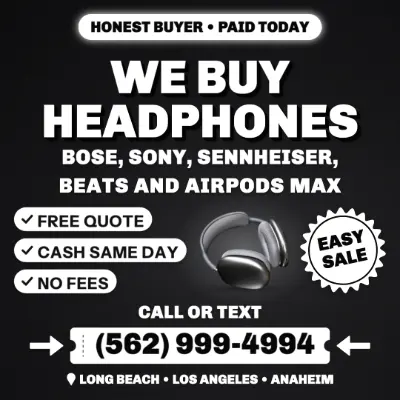 HONEST BUYER • PAID TODAY
WE BUY
HEADPHONES
BOSE, SONY, SENNHEISER,
BEATS AND AIRPODS MAX
FREE QUOTE
CASH SAME DAY
NO FEES
EASY
SALE
CALL OR TEXT
(562) 999-4994
LONG BEACH • LOS ANGELES • ANAHEIM